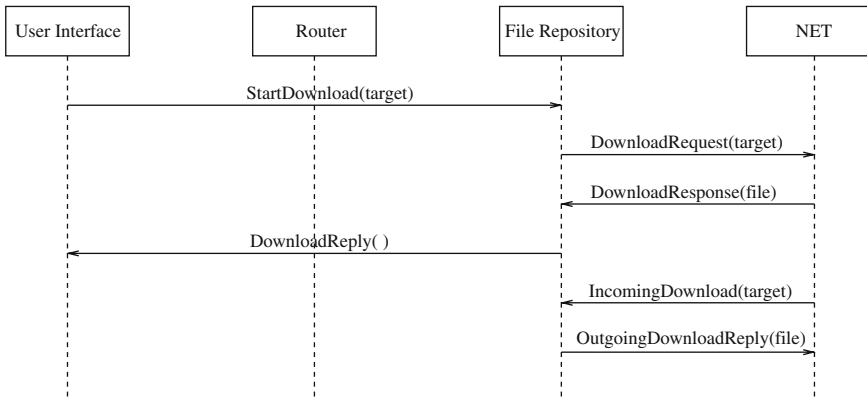 User Interface
Router
File Repository
NET
StartDownload(target)
DownloadRequest(target)
DownloadResponse(file)
DownloadReply( )
IncomingDownload(target)
OutgoingDownloadReply(file)